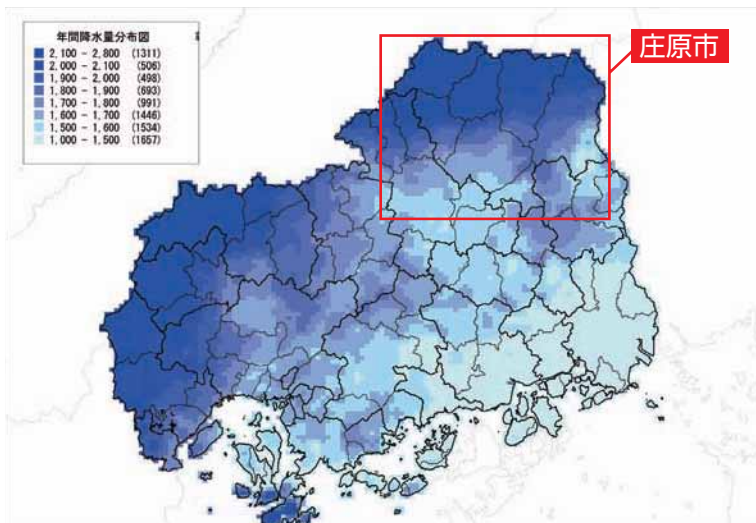 年間降水量分布図
2,100 - 2,800 (1311)
2,000 - 2,100 (506)
1,900 - 2,000 (498)
1,800 - 1,900 (693)
1,700 - 1,800 (991)
1,600 - 1,700 (1446)
1,500 - 1,600 (1534)
1,000 - 1,500 (1657)
庄原市